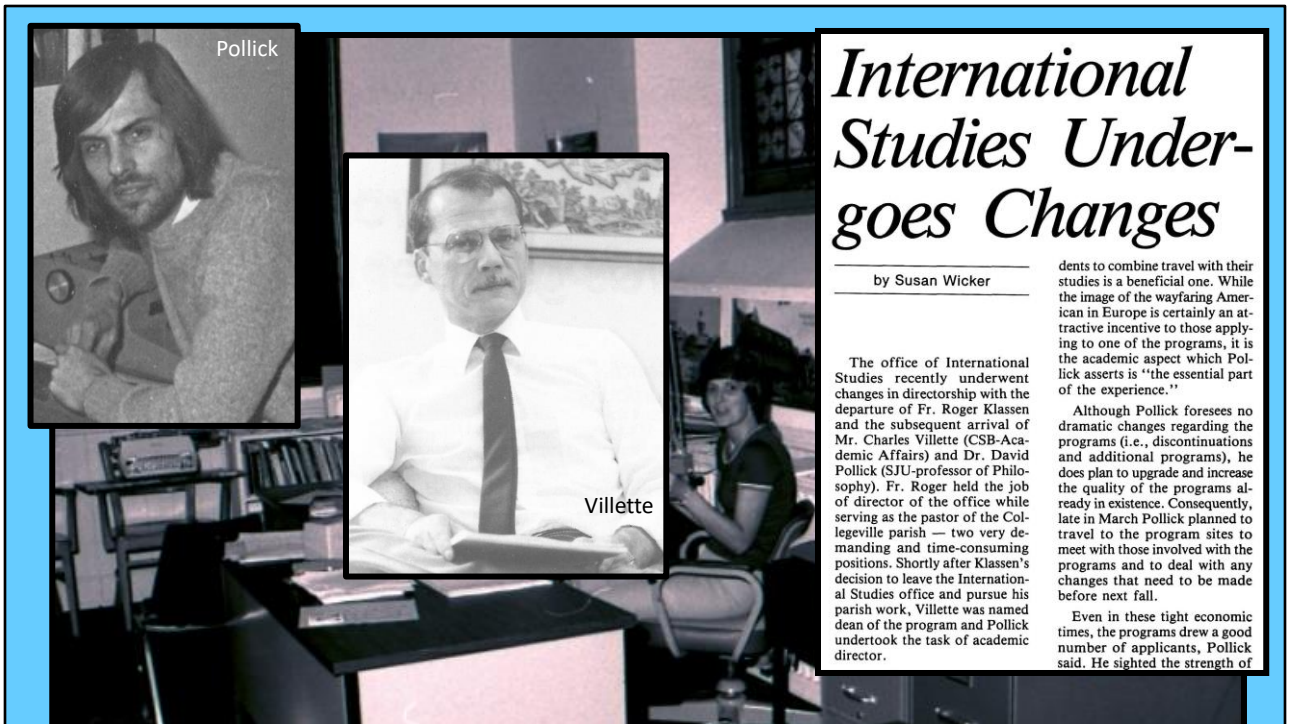 Pollick
Villette
International
Studies Under-
goes Changes
by Susan Wicker
The office of International
Studies recently underwent
changes in directorship with the
departure of Fr. Roger Klassen
and the subsequent arrival of
Mr. Charles Villette (CSB-Aca-
demic Affairs) and Dr. David
Pollick (SJU-professor of Philo-
sophy). Fr. Roger held the job
of director of the office while
serving as the pastor of the Col-
legeville parish — two very de-
manding and time-consuming
positions. Shortly after Klassen's
decision to leave the Internation-
al Studies office and pursue his
parish work, Villette was named
dean of the program and Pollick
undertook the task of academic
director.
dents to combine travel with their
studies is a beneficial one. While
the image of the wayfaring Amer-
ican in Europe is certainly an at-
tractive incentive to those apply-
ing to one of the programs, it is
the academic aspect which Pol-
lick asserts is "the essential part
of the experience."
Although Pollick foresees no
dramatic changes regarding the
programs (i.e., discontinuations
and additional programs), he
does plan to upgrade and increase
the quality of the programs al-
ready in existence. Consequently,
late in March Pollick planned to
travel to the program sites to
meet with those involved with the
programs and to deal with any
changes that need to be made
before next fall.
Even in these tight economic
times, the programs drew a good
number of applicants, Pollick
said. He sighted the strength of